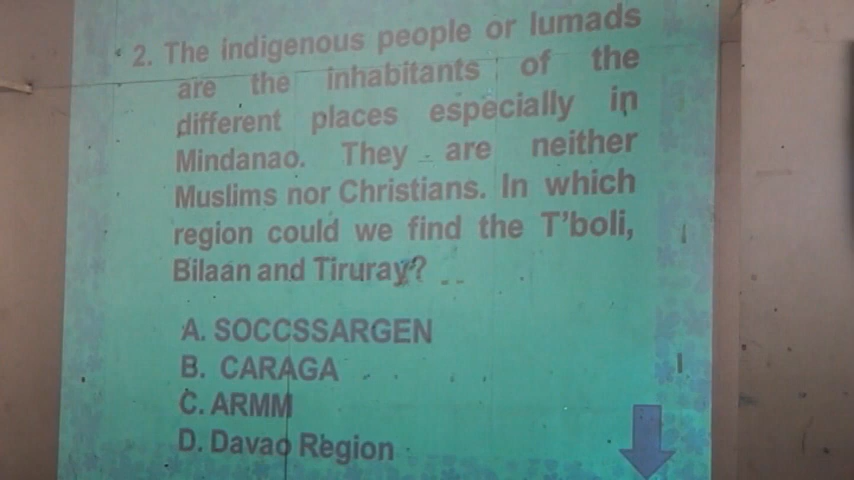 2. The indigenous people or lumads
are the inhabitants of the
different places especially in
Mindanao. They are neither
Muslims nor Christians. In which
region could we find the T'boli,
Bilaan and Tiruray?
A. SOCCSSARGEN
B. CARAGA
C. ARMM
D. Davao Region